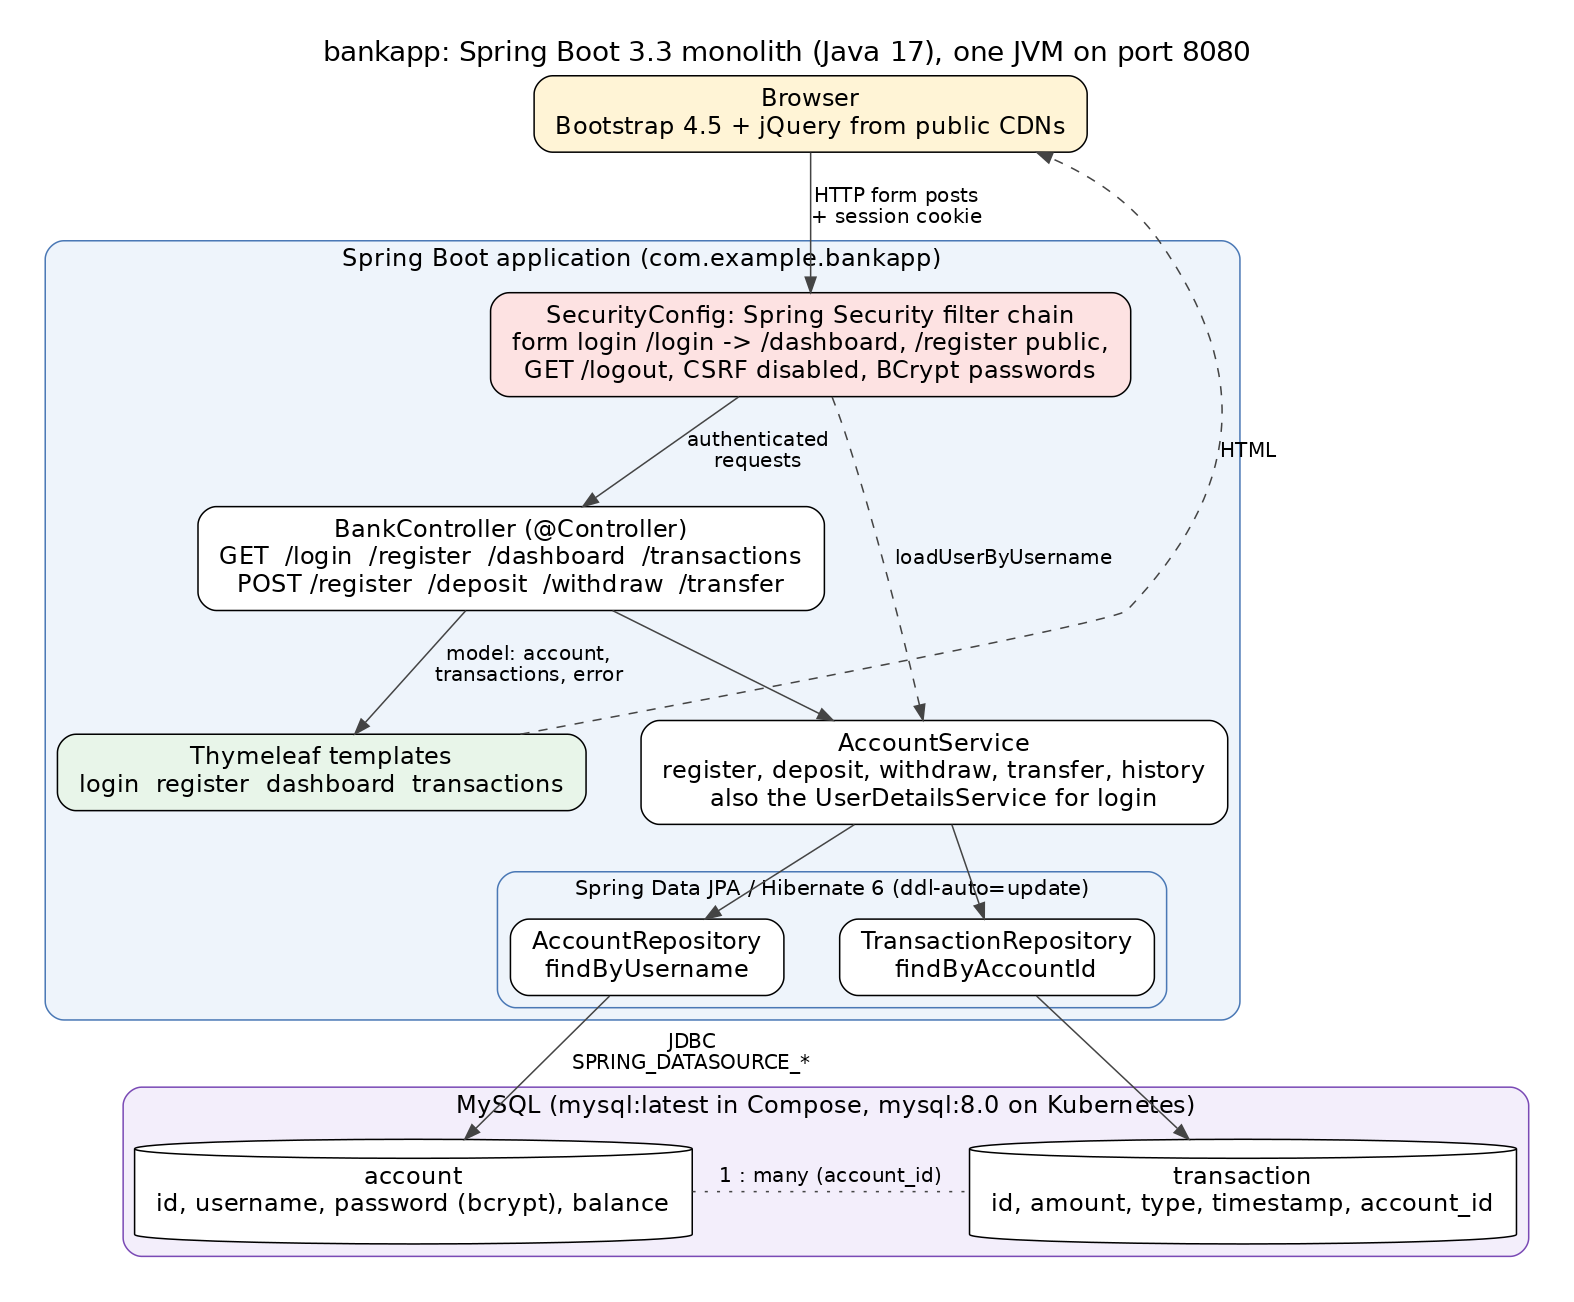 bankapp: Spring Boot 3.3 monolith (Java 17), one JVM on port 8080
Browser
Bootstrap 4.5 + jQuery from public CDNs
HTTP form posts
+ session cookie
Spring Boot application (com.example.bankapp)
SecurityConfig: Spring Security filter chain
form login /login -> /dashboard, /register public,
GET /logout, CSRF disabled, BCrypt passwords
authenticated
requests
HTML
BankController (@Controller)
GET  /login  /register  /dashboard  /transactions
POST /register  /deposit  /withdraw  /transfer
loadUserByUsername
model: account,
transactions, error
Thymeleaf templates
login  register  dashboard  transactions
AccountService
register, deposit, withdraw, transfer, history
also the UserDetailsService for login
Spring Data JPA / Hibernate 6 (ddl-auto=update)
AccountRepository
findByUsername
TransactionRepository
findByAccountId
JDBC
SPRING_DATASOURCE_*
MySQL (mysql:latest in Compose, mysql:8.0 on Kubernetes)
account
id, username, password (bcrypt), balance
1 : many (account_id)
transaction
id, amount, type, timestamp, account_id